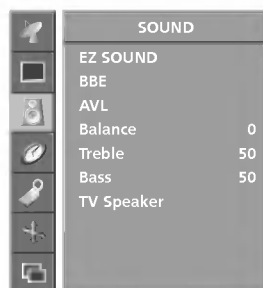 SOUND
EZ SOUND
BBE
AVL
Balance 0
Treble 50
Bass 50
TV Speaker